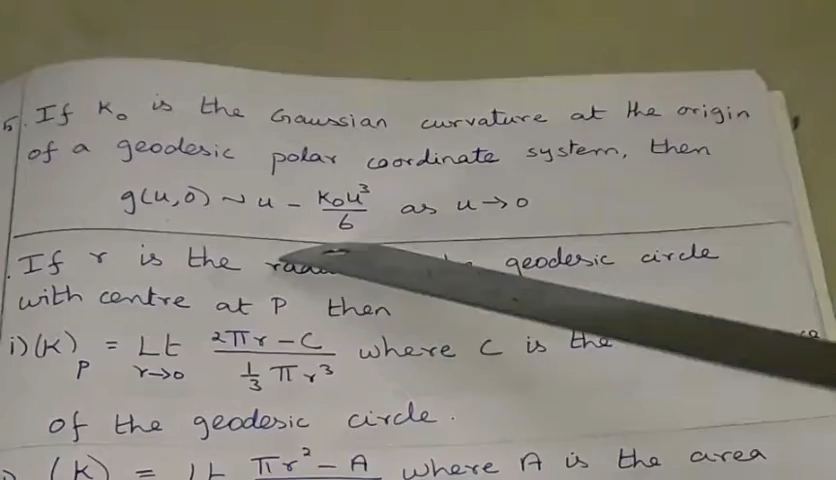 5. If K₀ is the Gaussian curvature at the origin
of a geodesic polar coordinate system, then
g(u,0) ~ u - K₀u³/6 as u→0
If r is the geodesic circle
with centre at P then
i) (K)_P = Lt_{r→0} (2πr - C)/(1/3 πr³) where C is the
of the geodesic circle.
(K) = Lt (πr² - A) where A is the area